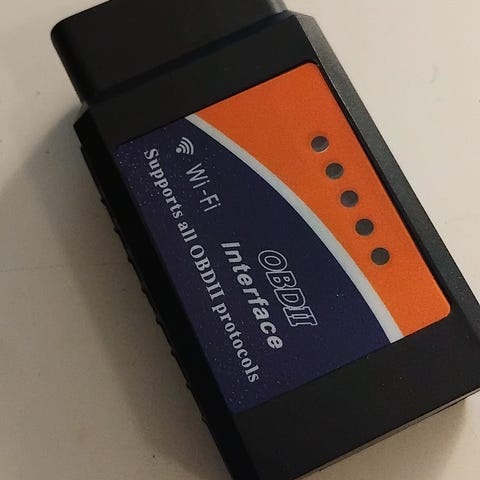 Wi-Fi
OBDII
Interface
Supports all OBDII protocols